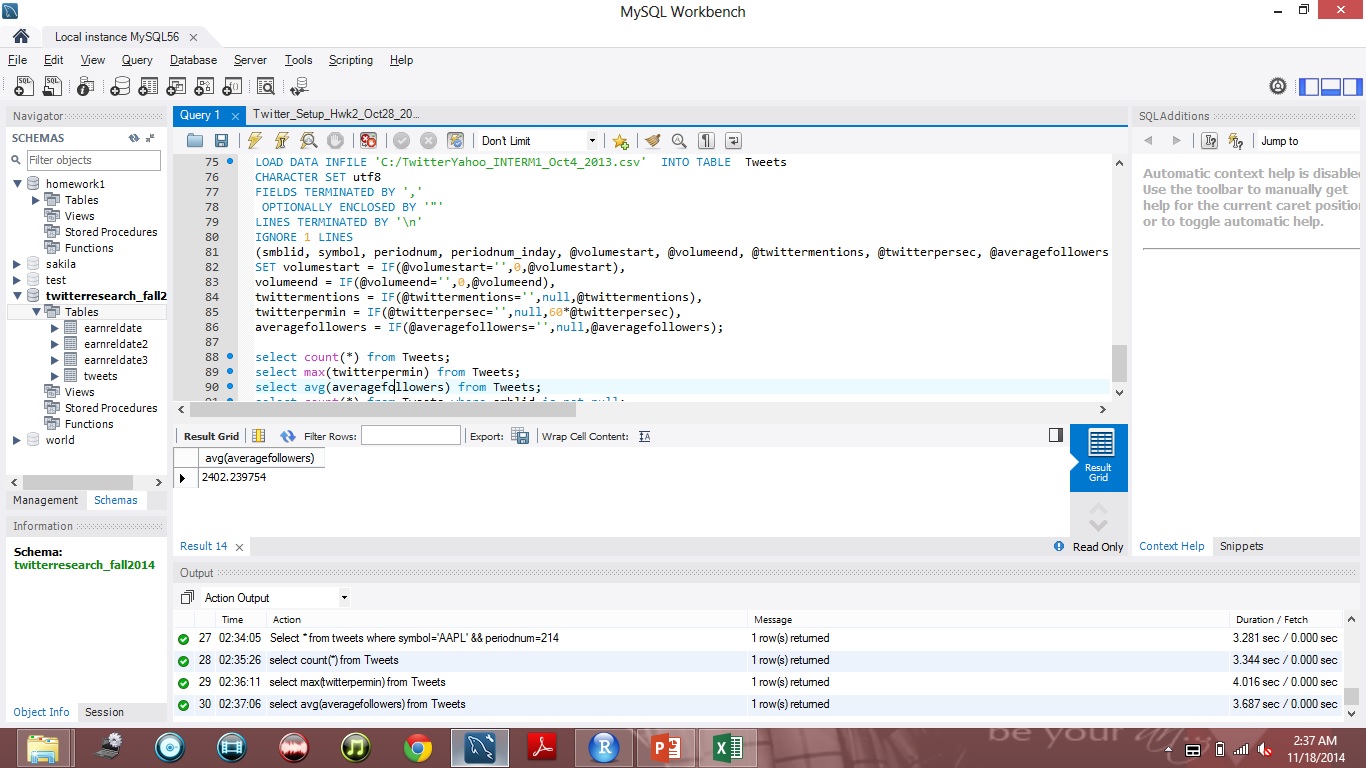 MySQL Workbench
Local instance MySQL56
File Edit View Query Database Server Tools Scripting Help
Navigator
SCHEMAS
Filter objects
homework1
Tables
Views
Stored Procedures
Functions
sakila
test
twitterresearch_fall2
Tables
earnreldate
earnreldate2
earnreldate3
tweets
Views
Stored Procedures
Functions
world
Management Schemas
Information
Schema:
twitterresearch_fall2014
Object Info Session
Query 1 Twitter_Setup_Hwk2_Oct28_20...
Don't Limit
75 LOAD DATA INFILE 'C:/TwitterYahoo_INTERM1_Oct4_2013.csv' INTO TABLE Tweets
76 CHARACTER SET utf8
77 FIELDS TERMINATED BY ','
78 OPTIONALLY ENCLOSED BY '"'
79 LINES TERMINATED BY '\n'
80 IGNORE 1 LINES
81 (smblid, symbol, periodnum, periodnum_inday, @volumestart, @volumeend, @twittermentions, @twitterpersec, @averagefollowers
82 SET volumestart = IF(@volumestart='',0,@volumestart),
83 volumeend = IF(@volumeend='',0,@volumeend),
84 twittermentions = IF(@twittermentions='',null,@twittermentions),
85 twitterpermin = IF(@twitterpersec='',null,60*@twitterpersec),
86 averagefollowers = IF(@averagefollowers='',null,@averagefollowers);
87
88 select count(*) from Tweets;
89 select max(twitterpermin) from Tweets;
90 select avg(averagefollowers) from Tweets;
91 select count(*) from Tweets where smblid is not null;
Result Grid Filter Rows: Export: Wrap Cell Content:
avg(averagefollowers)
2402.239754
Result Grid
Result 14
Read Only
SQLAdditions
Jump to
Automatic context help is disabled
Use the toolbar to manually get
help for the current caret position
or to toggle automatic help.
Context Help Snippets
Output
Action Output
Time Action Message Duration / Fetch
27 02:34:05 Select * from tweets where symbol='AAPL' && periodnum=214 1 row(s) returned 3.281 sec / 0.000 sec
28 02:35:26 select count(*) from Tweets 1 row(s) returned 3.344 sec / 0.000 sec
29 02:36:11 select max(twitterpermin) from Tweets 1 row(s) returned 4.016 sec / 0.000 sec
30 02:37:06 select avg(averagefollowers) from Tweets 1 row(s) returned 3.687 sec / 0.000 sec
be your
2:37 AM
11/18/2014